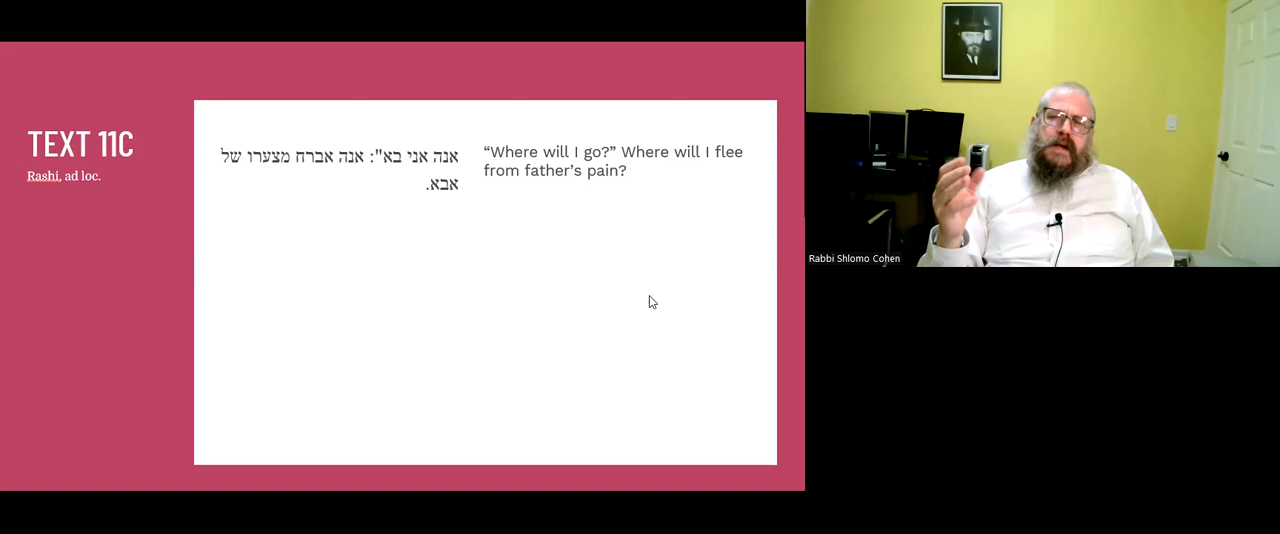 TEXT 11C
Rashi, ad loc.
אנה אני בא": אנה אברח מצערו של
אבא.
“Where will I go?” Where will I flee
from father’s pain?
Rabbi Shlomo Cohen